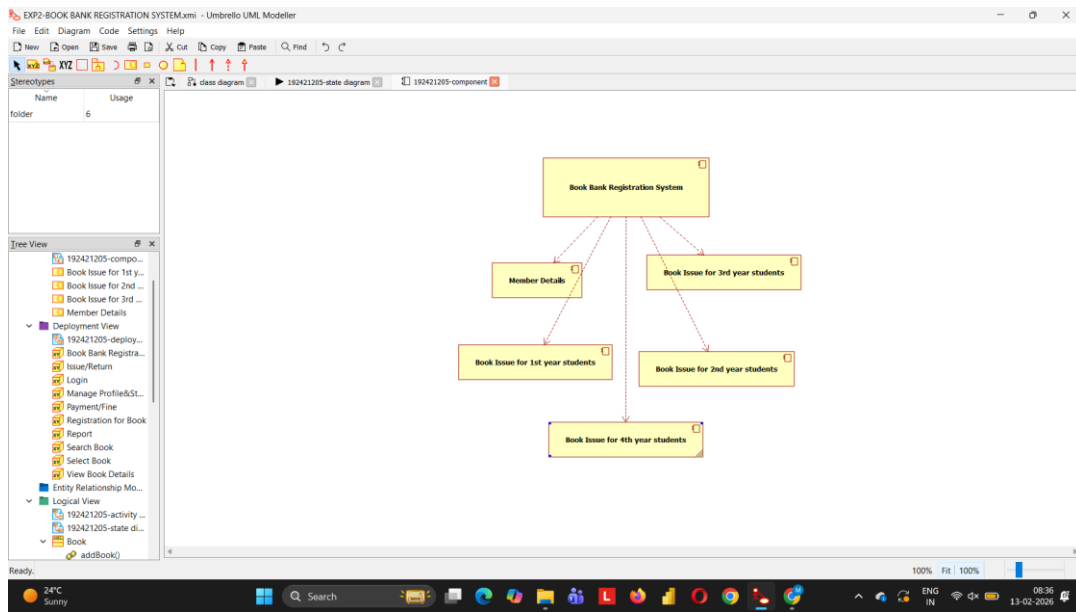 EXP2-BOOK BANK REGISTRATION SYSTEM.xmi - Umbrello UML Modeller
File Edit Diagram Code Settings Help
New Open Save Cut Copy Paste Find
XYZ
Stereotypes
class diagram 192421205-state diagram 192421205-component
Name Usage
folder 6
Book Bank Registration System
Member Details
Book Issue for 3rd year students
Book Issue for 1st year students
Book Issue for 2nd year students
Book Issue for 4th year students
Tree View
192421205-compo...
Book Issue for 1st y...
Book Issue for 2nd ...
Book Issue for 3rd ...
Member Details
Deployment View
192421205-deploy...
Book Bank Registra...
Issue/Return
Login
Manage Profile&St...
Payment/Fine
Registration for Book
Report
Search Book
Select Book
View Book Details
Entity Relationship Mo...
Logical View
192421205-activity ...
192421205-state di...
Book
addBook()
Ready.
100% Fit 100%
24°C
Sunny
Search
ENG
IN
08:36
13-02-2026